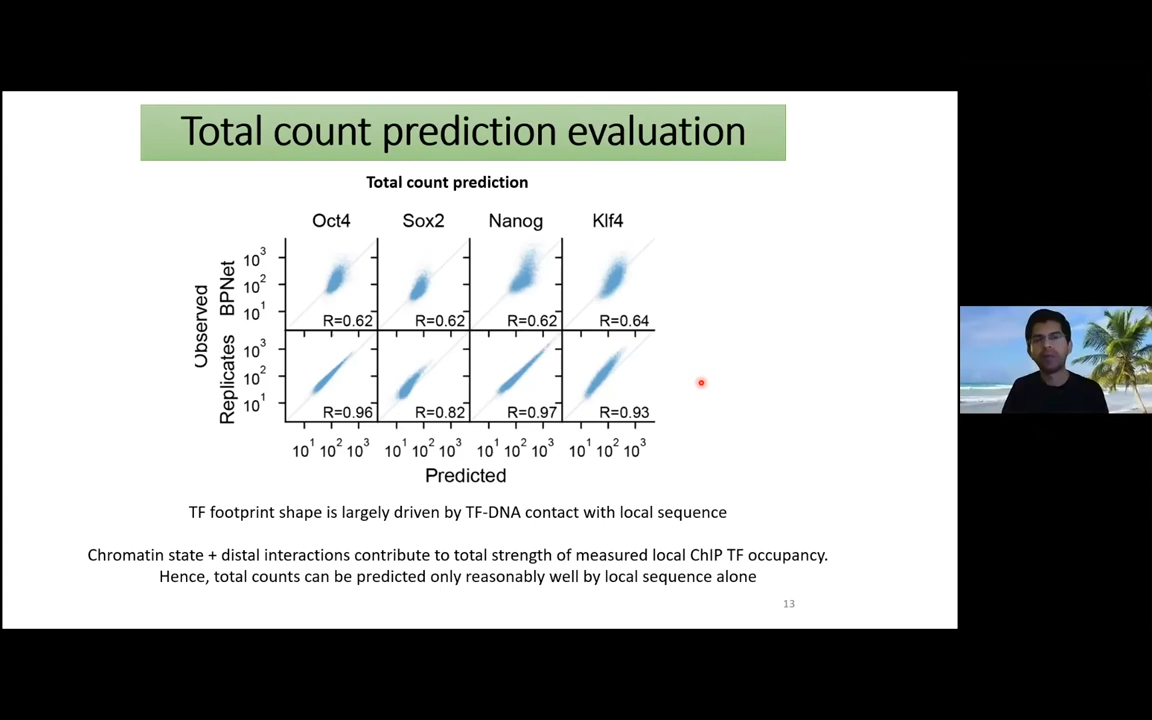 Total count prediction evaluation
Total count prediction
Oct4 Sox2 Nanog Klf4
Observed
BPNet
10³
10²
10¹
R=0.62 R=0.62 R=0.62 R=0.64
Replicates
10³
10²
10¹
R=0.96 R=0.82 R=0.97 R=0.93
10¹ 10² 10³ 10¹ 10² 10³ 10¹ 10² 10³ 10¹ 10² 10³
Predicted
TF footprint shape is largely driven by TF-DNA contact with local sequence
Chromatin state + distal interactions contribute to total strength of measured local ChIP TF occupancy.
Hence, total counts can be predicted only reasonably well by local sequence alone
13